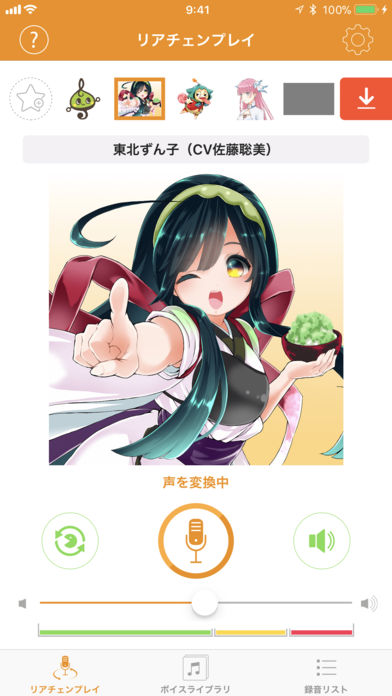 9:41
?
リアチェンプレイ
東北ずん子（CV佐藤聡美）
声を変換中
リアチェンプレイ
ボイスライブラリ
録音リスト